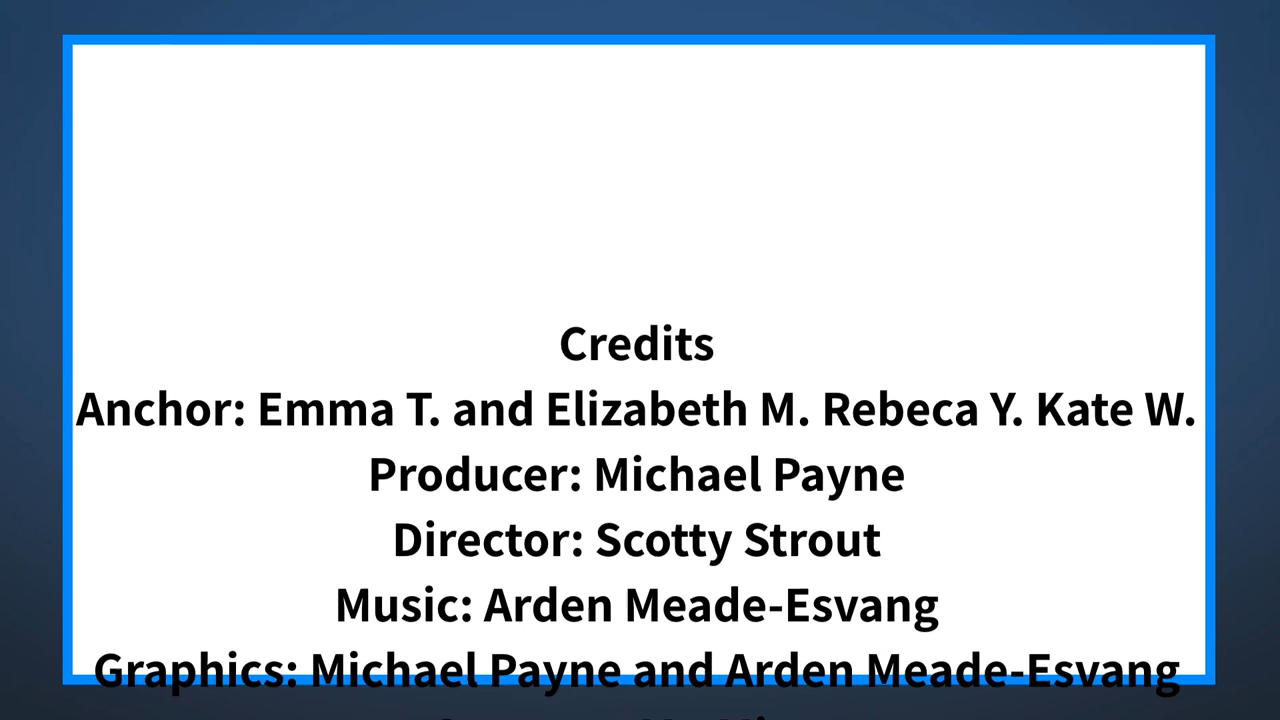 Credits
Anchor: Emma T. and Elizabeth M. Rebeca Y. Kate W.
Producer: Michael Payne
Director: Scotty Strout
Music: Arden Meade-Esvang
Graphics: Michael Payne and Arden Meade-Esvang